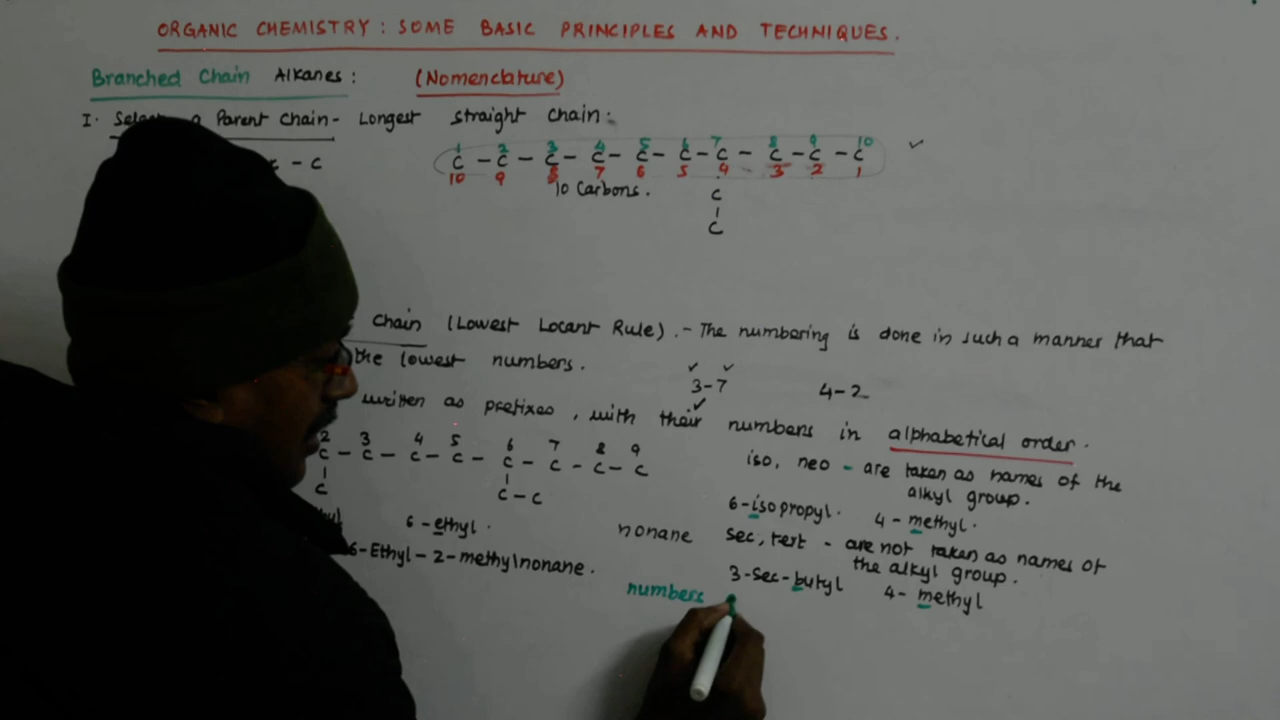 ORGANIC CHEMISTRY : SOME BASIC PRINCIPLES AND TECHNIQUES.
Branched Chain Alkanes : (Nomenclature)
I. Parent Chain - Longest straight chain.
1 2 3 4 5 6 7 8 9 10
- C C - C - C - C - C - C - C - C - C - C
10 9 8 7 6 5 4 3 2 1
10 Carbons. C
C
Chain (Lowest Locant Rule). - The numbering is done in such a manner that
the lowest numbers. 3-7 4-2
written as prefixes, with their numbers in alphabetical order.
2 3 4 5 6 7 8 9
C - C - C - C - C - C - C - C
C C - C
iso, neo - are taken as names of the
alkyl group.
6-isopropyl. 4-methyl.
6-ethyl. nonane
sec, tert - are not taken as names of
the alkyl group.
6-Ethyl-2-methylnonane.
3-sec-butyl 4-methyl
numbers